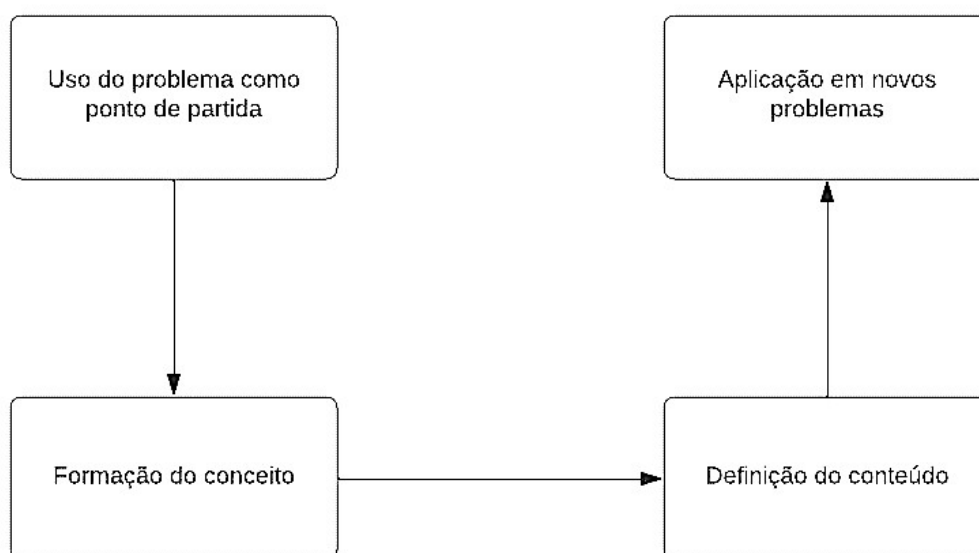 Uso do problema como
ponto de partida
Aplicação em novos
problemas
Formação do conceito
Definição do conteúdo